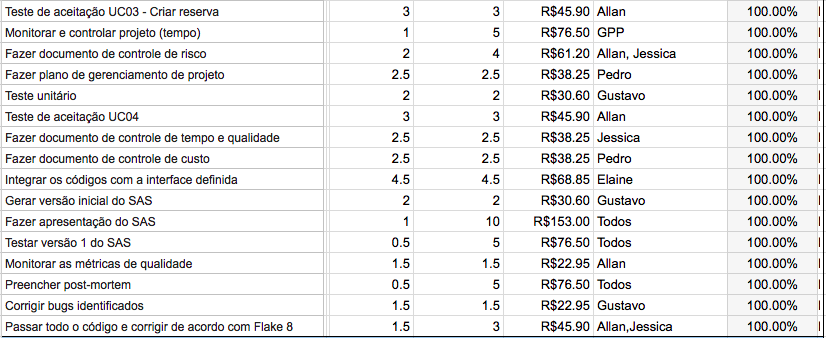 Teste de aceitação UC03 - Criar reserva 3 3 R$45.90 Allan 100.00%
Monitorar e controlar projeto (tempo) 1 5 R$76.50 GPP 100.00%
Fazer documento de controle de risco 2 4 R$61.20 Allan, Jessica 100.00%
Fazer plano de gerenciamento de projeto 2.5 2.5 R$38.25 Pedro 100.00%
Teste unitário 2 2 R$30.60 Gustavo 100.00%
Teste de aceitação UC04 3 3 R$45.90 Allan 100.00%
Fazer documento de controle de tempo e qualidade 2.5 2.5 R$38.25 Jessica 100.00%
Fazer documento de controle de custo 2.5 2.5 R$38.25 Pedro 100.00%
Integrar os códigos com a interface definida 4.5 4.5 R$68.85 Elaine 100.00%
Gerar versão inicial do SAS 2 2 R$30.60 Gustavo 100.00%
Fazer apresentação do SAS 1 10 R$153.00 Todos 100.00%
Testar versão 1 do SAS 0.5 5 R$76.50 Todos 100.00%
Monitorar as métricas de qualidade 1.5 1.5 R$22.95 Allan 100.00%
Preencher post-mortem 0.5 5 R$76.50 Todos 100.00%
Corrigir bugs identificados 1.5 1.5 R$22.95 Gustavo 100.00%
Passar todo o código e corrigir de acordo com Flake 8 1.5 3 R$45.90 Allan,Jessica 100.00%